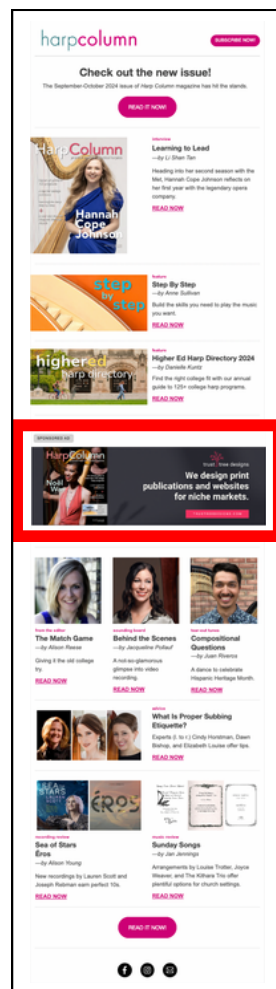 harpcolumn
SUBSCRIBE NOW!
Check out the new issue!
The September-October 2024 issue of Harp Column magazine has hit the stands.
READ IT NOW!
HarpColumn
Hannah
Cope
Johnson
interview
Learning to Lead
—by Li Shan Tan
Heading into her second season with the
Met, Hannah Cope Johnson reflects on
her first year with the legendary opera
company.
READ NOW
step
by
step
feature
Step By Step
—by Anne Sullivan
Build the skills you need to play the music
you want.
READ NOW
highered
harp directory
feature
Higher Ed Harp Directory 2024
—by Danielle Kuntz
Find the right college fit with our annual
guide to 125+ college harp programs.
READ NOW
SPONSORED AD
HarpColumn
Noël
trust tree designs
We design print
publications and websites
for niche markets.
from the editor
The Match Game
—by Alison Reese
Giving it the old college
try.
READ NOW
sounding board
Behind the Scenes
—by Jacqueline Pollauf
A not-so-glamorous
glimpse into video
recording.
READ NOW
Compositional
Questions
—by Juan Riveros
A dance to celebrate
Hispanic Heritage Month.
READ NOW
advice
What Is Proper Subbing
Etiquette?
Experts (l. to r.) Cindy Horstman, Dawn
Bishop, and Elizabeth Louise offer tips.
READ NOW
SEA OF
STARS
ÉROS
recording review
Sea of Stars
Éros
—by Alison Young
New recordings by Lauren Scott and
Joseph Rebman earn perfect 10s.
READ NOW
music review
Sunday Songs
—by Jan Jennings
Arrangements by Louise Trotter, Joyce
Weaver, and The Kilhara Trio offer
plentiful options for church settings.
READ NOW
READ IT NOW!